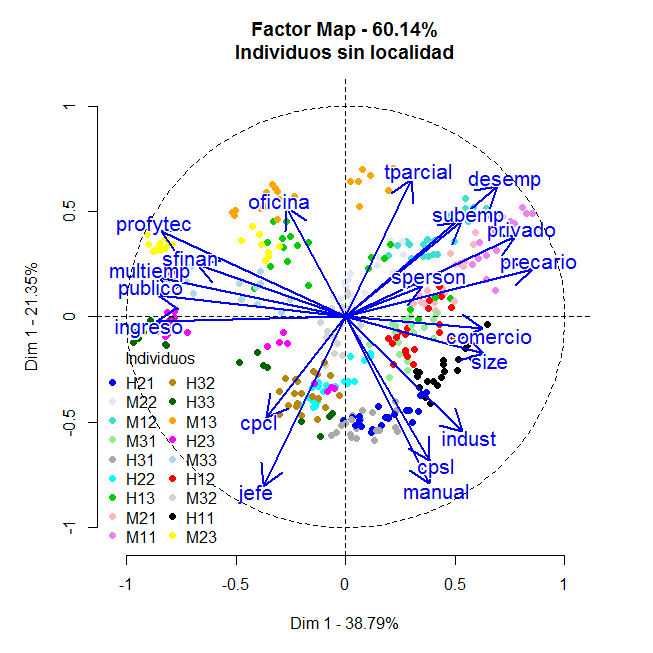 Factor Map - 60.14%
Individuos sin localidad
Dim 1 - 21.35%
1
0.5
0
-0.5
-1
tparcial
desemp
oficina
subemp
profytec
privado
sfinan
precario
multiemp
sperson
publico
ingreso
comercio
size
Individuos
H21 H32
M22 H33
M12 M13
M31 H23
H31 M33
H22 H12
H13 M32
M21 H11
M11 M23
cpcl
indust
cpsl
jefe
manual
-1 -0.5 0 0.5 1
Dim 1 - 38.79%